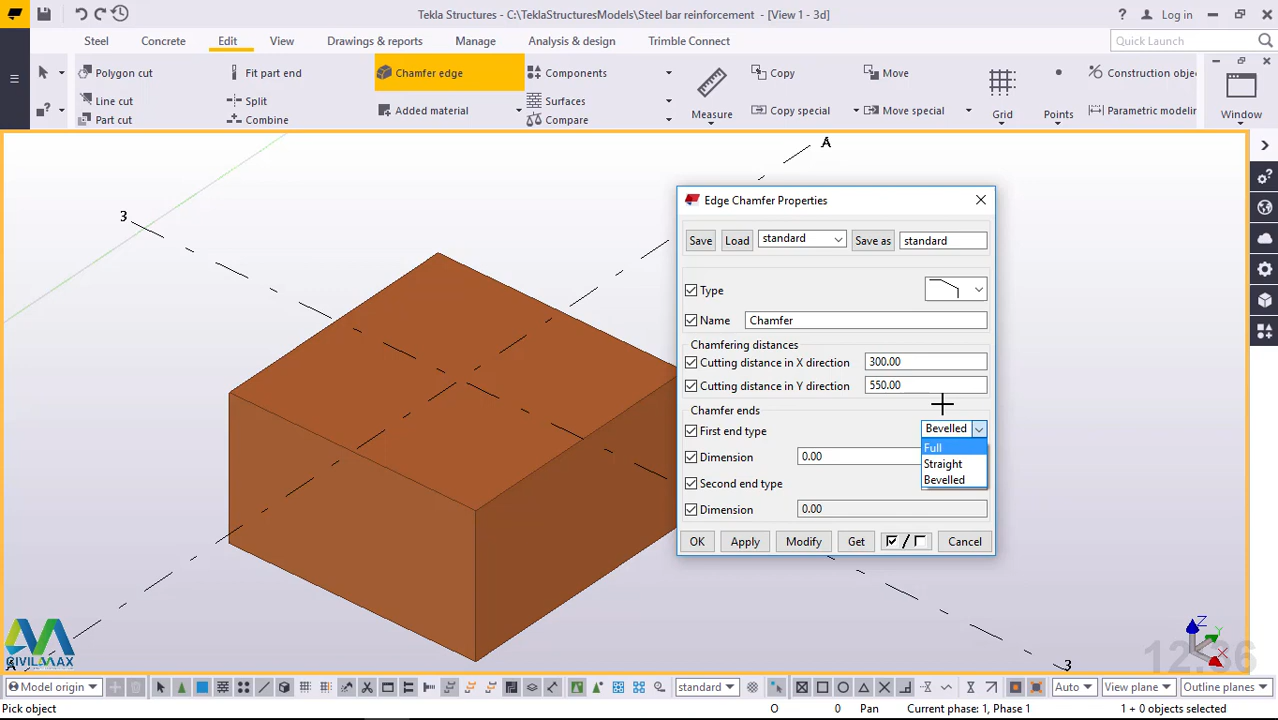 Tekla Structures - C:\TeklaStructuresModels\Steel bar reinforcement - [View 1 - 3d]
Log in
Steel Concrete Edit View Drawings & reports Manage Analysis & design Trimble Connect
Quick Launch
Polygon cut
Line cut
Part cut
Fit part end
Split
Combine
Chamfer edge
Added material
Components
Surfaces
Compare
Measure
Copy
Copy special
Move
Move special
Grid
Points
Construction obje
Parametric modelin
Window
A
3
Edge Chamfer Properties
Save Load standard Save as standard
Type
Name Chamfer
Chamfering distances
Cutting distance in X direction 300.00
Cutting distance in Y direction 550.00
Chamfer ends
First end type Bevelled
Full
Straight
Bevelled
Dimension 0.00
Second end type
Dimension 0.00
OK Apply Modify Get / Cancel
CIVILMAX
A
3
Z
Y
X
12:36
Model origin standard Auto View plane Outline planes
Pick object O 0 Pan Current phase: 1, Phase 1 1 + 0 objects selected